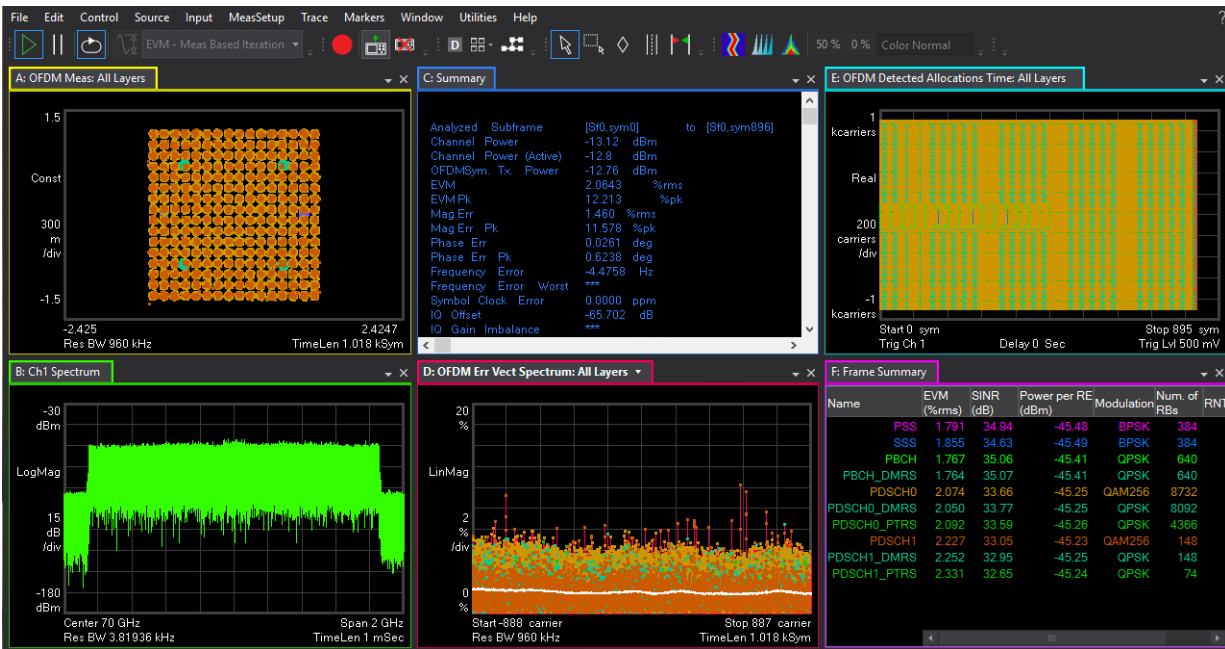 File Edit Control Source Input MeasSetup Trace Markers Window Utilities Help
EVM - Meas Based Iteration
D
50 % 0 % Color Normal
A: OFDM Meas: All Layers
1.5
Const
300
m
/div
-1.5
-2.425 2.4247
Res BW 960 kHz TimeLen 1.018 kSym
C: Summary
Analyzed Subframe [Sf0,sym0] to [Sf0,sym896]
Channel Power -13.12 dBm
Channel Power (Active) -12.8 dBm
OFDMSym. Tx. Power -12.76 dBm
EVM 2.0643 %rms
EVM Pk 12.213 %pk
Mag Err 1.460 %rms
Mag Err Pk 11.578 %pk
Phase Err 0.0261 deg
Phase Err Pk 0.6238 deg
Frequency Error -4.4758 Hz
Frequency Error Worst ***
Symbol Clock Error 0.0000 ppm
IQ Offset -65.702 dB
IQ Gain Imbalance ***
E: OFDM Detected Allocations Time: All Layers
1
kcarriers
Real
200
carriers
/div
-1
kcarriers
Start 0 sym Stop 895 sym
Trig Ch 1 Delay 0 Sec Trig Lvl 500 mV
B: Ch1 Spectrum
-30
dBm
LogMag
15
dB
/div
-180
dBm
Center 70 GHz Span 2 GHz
Res BW 3.81936 kHz TimeLen 1 mSec
D: OFDM Err Vect Spectrum: All Layers
20
%
LinMag
2
%
/div
0
%
Start -888 carrier Stop 887 carrier
Res BW 960 kHz TimeLen 1.018 kSym
F: Frame Summary
Name EVM (%rms) SINR (dB) Power per RE (dBm) Modulation Num. of RBs RNT
PSS 1.791 34.94 -45.48 BPSK 384
SSS 1.855 34.63 -45.49 BPSK 384
PBCH 1.767 35.06 -45.41 QPSK 640
PBCH_DMRS 1.764 35.07 -45.41 QPSK 640
PDSCH0 2.074 33.66 -45.25 QAM256 8732
PDSCH0_DMRS 2.050 33.77 -45.25 QPSK 8092
PDSCH0_PTRS 2.092 33.59 -45.26 QPSK 4366
PDSCH1 2.227 33.05 -45.23 QAM256 148
PDSCH1_DMRS 2.252 32.95 -45.25 QPSK 148
PDSCH1_PTRS 2.331 32.65 -45.24 QPSK 74